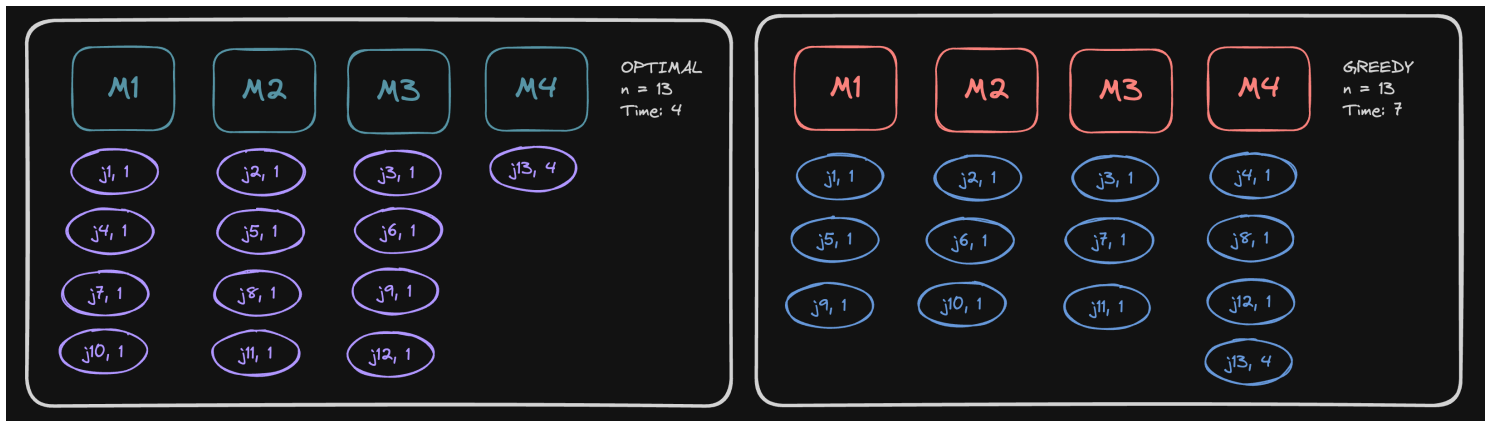 M1 M2 M3 M4
OPTIMAL
n = 13
Time: 4
j1, 1 j2, 1 j3, 1 j13, 4
j4, 1 j5, 1 j6, 1
j7, 1 j8, 1 j9, 1
j10, 1 j11, 1 j12, 1
M1 M2 M3 M4
GREEDY
n = 13
Time: 7
j1, 1 j2, 1 j3, 1 j4, 1
j5, 1 j6, 1 j7, 1 j8, 1
j9, 1 j10, 1 j11, 1 j12, 1
j13, 4